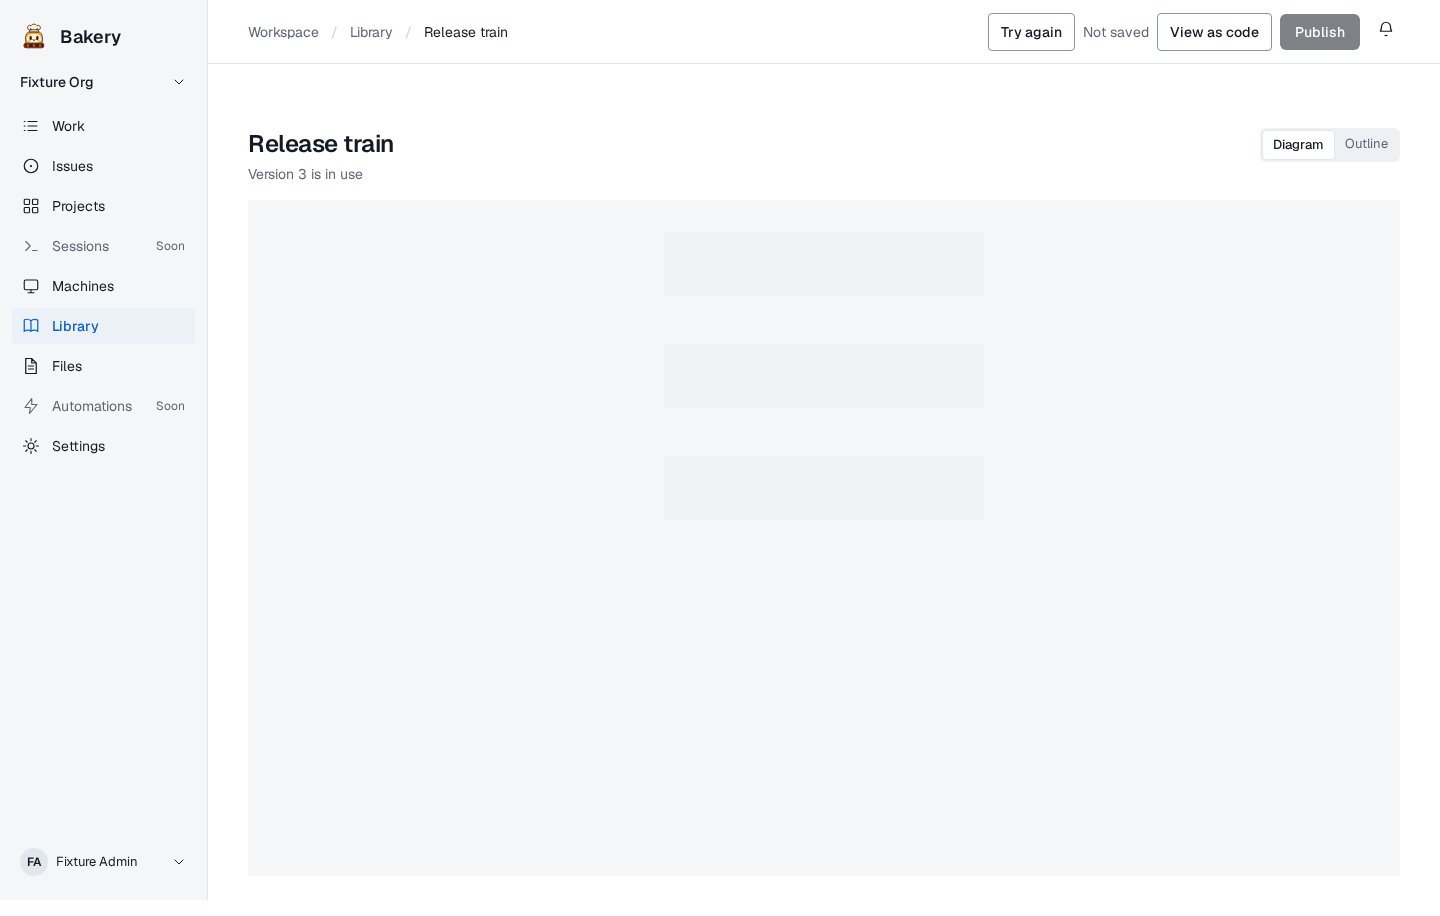 Bakery
Fixture Org
Work
Issues
Projects
Sessions Soon
Machines
Library
Files
Automations Soon
Settings
FA Fixture Admin
Workspace / Library / Release train
Try again Not saved View as code Publish
Release train
Version 3 is in use
Diagram Outline